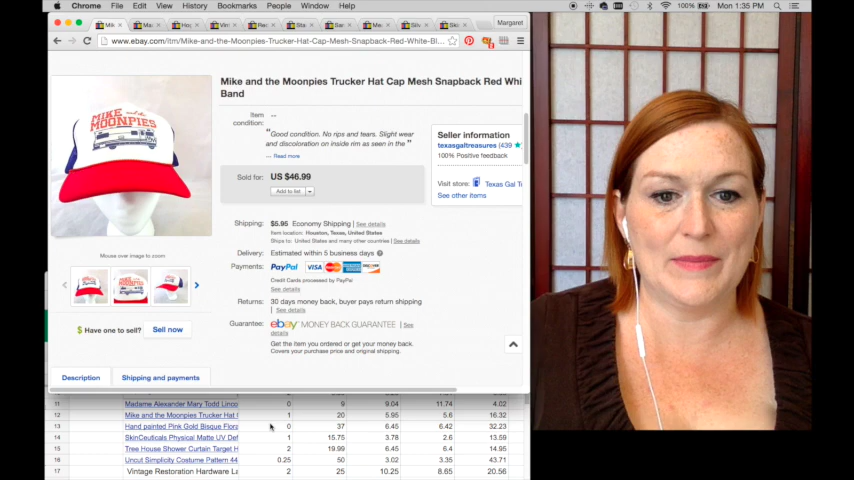 Chrome File Edit View History Bookmarks People Window Help 100% Mon 1:35 PM
Margaret
www.ebay.com/itm/Mike-and-the-Moonpies-Trucker-Hat-Cap-Mesh-Snapback-Red-White-Bl...
Mike and the Moonpies Trucker Hat Cap Mesh Snapback Red Whi
Band
Item condition: --
"Good condition. No rips and tears. Slight wear
and discoloration on inside rim as seen in the "
... Read more
Seller information
texasgaltreasures (439
100% Positive feedback
Visit store: Texas Gal T
See other items
Sold for: US $46.99
Add to list
MIKE and the MOONPIES
Shipping: $5.95 Economy Shipping | See details
Item location: Houston, Texas, United States
Ships to: United States and many other countries | See details
Delivery: Estimated within 5 business days
Mouse over image to zoom
Payments: PayPal VISA MasterCard DISCOVER
Credit Cards processed by PayPal
See details
Returns: 30 days money back, buyer pays return shipping
| See details
Guarantee: ebay MONEY BACK GUARANTEE | See
details
Get the item you ordered or get your money back.
Covers your purchase price and original shipping.
$ Have one to sell? Sell now
Description Shipping and payments
11 Madame Alexander Mary Todd Linco 0 9 9.04 11.74 4.02
12 Mike and the Moonpies Trucker Hat 1 20 5.95 5.6 16.32
13 Hand painted Pink Gold Bisque Flora 0 37 6.45 6.42 32.23
14 SkinCeuticals Physical Matte UV Def 1 15.75 3.78 2.6 13.59
15 Tree House Shower Curtain Target H 2 19.99 6.45 6.4 14.95
16 Uncut Simplicity Costume Pattern 44 0.25 50 3.02 3.35 43.71
17 Vintage Restoration Hardware La 2 25 10.25 8.65 20.56